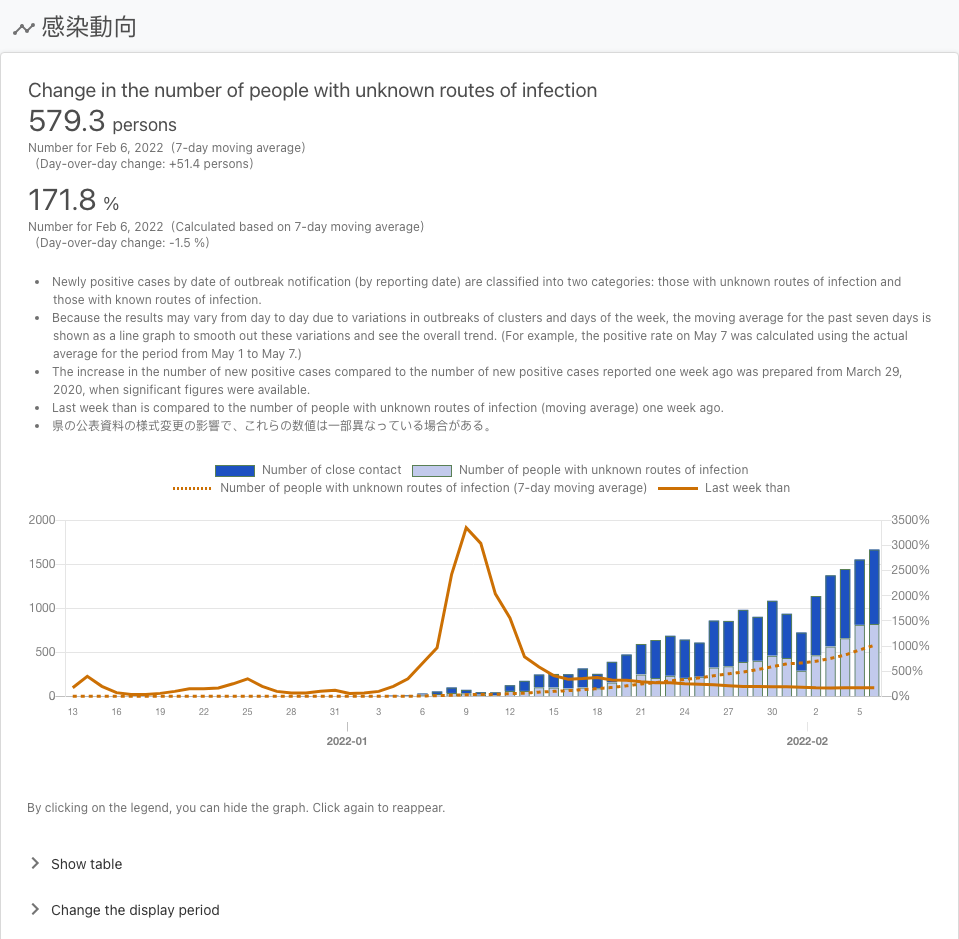 感染動向
Change in the number of people with unknown routes of infection
579.3 persons
Number for Feb 6, 2022 (7-day moving average)
(Day-over-day change: +51.4 persons)
171.8 %
Number for Feb 6, 2022 (Calculated based on 7-day moving average)
(Day-over-day change: -1.5 %)
• Newly positive cases by date of outbreak notification (by reporting date) are classified into two categories: those with unknown routes of infection and
those with known routes of infection.
• Because the results may vary from day to day due to variations in outbreaks of clusters and days of the week, the moving average for the past seven days is
shown as a line graph to smooth out these variations and see the overall trend. (For example, the positive rate on May 7 was calculated using the actual
average for the period from May 1 to May 7.)
• The increase in the number of new positive cases compared to the number of new positive cases reported one week ago was prepared from March 29,
2020, when significant figures were available.
• Last week than is compared to the number of people with unknown routes of infection (moving average) one week ago.
• 県の公表資料の様式変更の影響で、これらの数値は一部異なっている場合がある。
Number of close contact Number of people with unknown routes of infection
Number of people with unknown routes of infection (7-day moving average) Last week than
2000 3500%
3000%
1500 2500%
2000%
1000 1500%
500 1000%
500%
0 0%
13 16 19 22 25 28 31 3 6 9 12 15 18 21 24 27 30 2 5
2022-01 2022-02
By clicking on the legend, you can hide the graph. Click again to reappear.
Show table
Change the display period